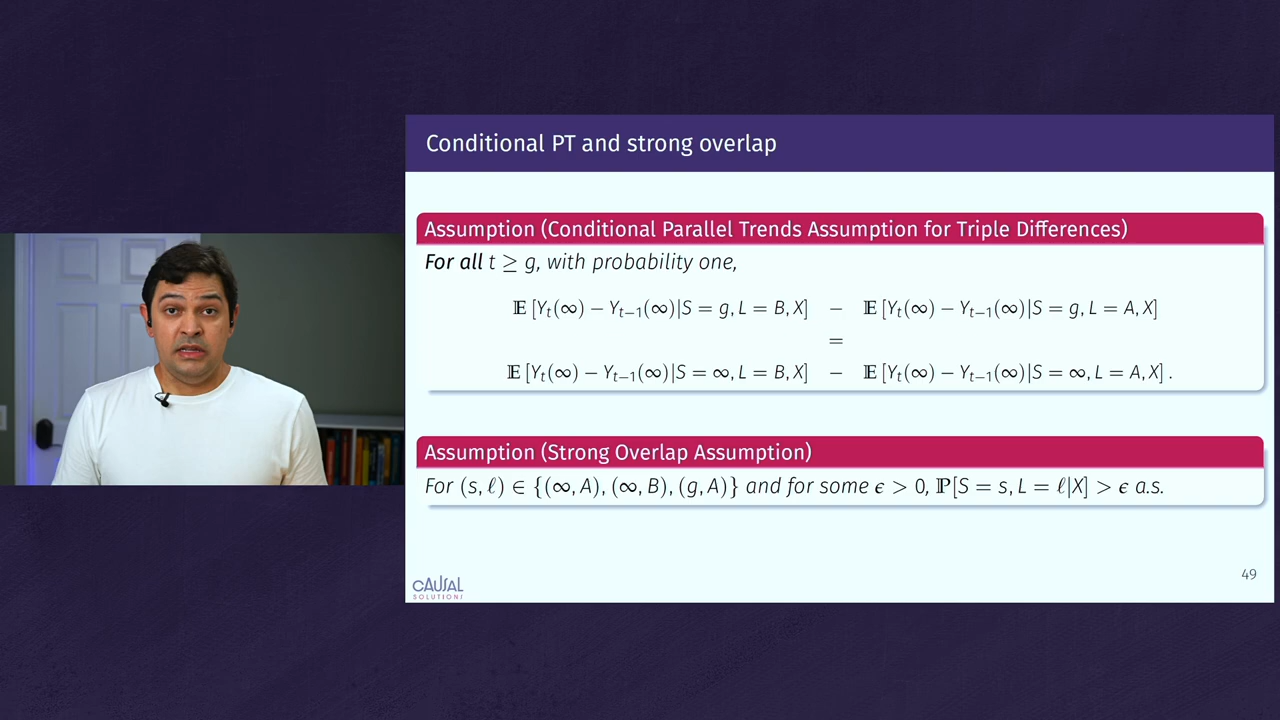 Conditional PT and strong overlap
Assumption (Conditional Parallel Trends Assumption for Triple Differences)
For all t ≥ g, with probability one,
𝔼 [Yₜ(∞) − Yₜ₋₁(∞)|S = g, L = B, X] − 𝔼 [Yₜ(∞) − Yₜ₋₁(∞)|S = g, L = A, X]
=
𝔼 [Yₜ(∞) − Yₜ₋₁(∞)|S = ∞, L = B, X] − 𝔼 [Yₜ(∞) − Yₜ₋₁(∞)|S = ∞, L = A, X] .
Assumption (Strong Overlap Assumption)
For (s, ℓ) ∈ {(∞, A), (∞, B), (g, A)} and for some ϵ > 0, ℙ[S = s, L = ℓ|X] > ϵ a.s.
49
CAUSAL
SOLUTIONS